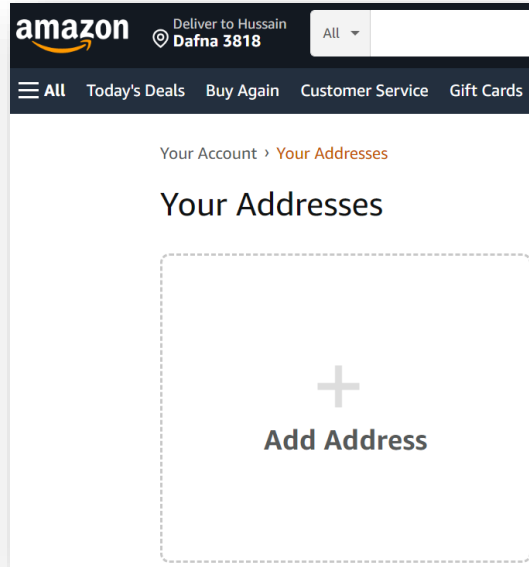 amazon
Deliver to Hussain
Dafna 3818
All
All
Today's Deals
Buy Again
Customer Service
Gift Cards
Your Account › Your Addresses
Your Addresses
Add Address